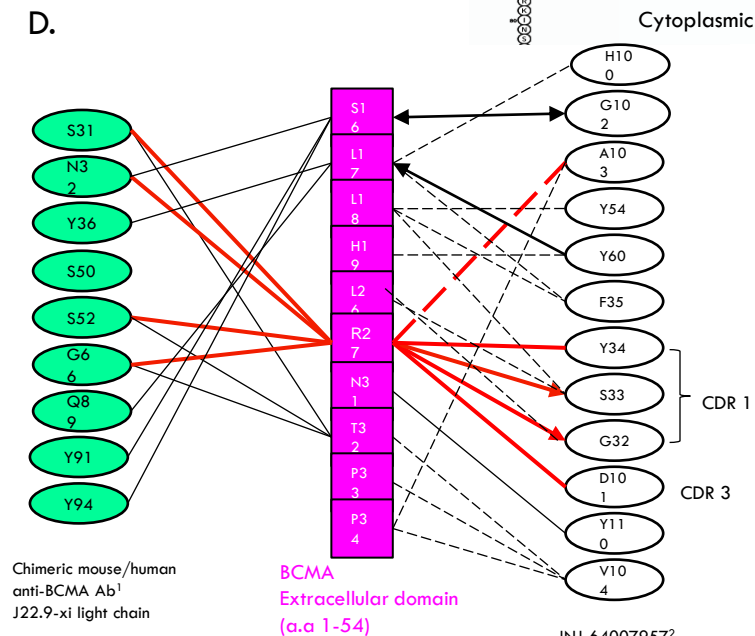 D.
R
K
I
N
S
80
Cytoplasmic
S31
N3
2
Y36
S50
S52
G6
6
Q8
9
Y91
Y94
S1
6
L1
7
L1
8
H1
9
L2
6
R2
7
N3
1
T3
2
P3
3
P3
4
H10
0
G10
2
A10
3
Y54
Y60
F35
Y34
S33
G32
D10
1
Y11
0
V10
4
CDR 1
CDR 3
Chimeric mouse/human
anti-BCMA Ab¹
J22.9-xi light chain
BCMA
Extracellular domain
(a.a 1-54)
JNJ-64007957²